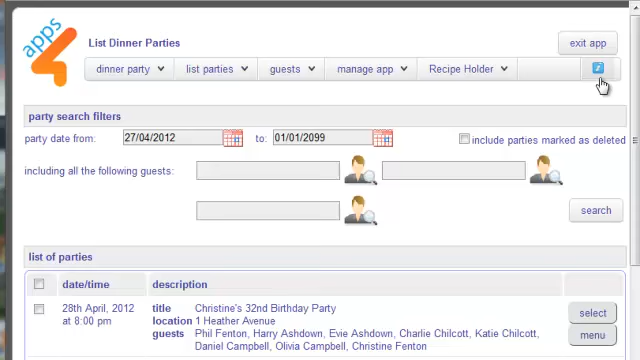 apps
4
List Dinner Parties
exit app
dinner party list parties guests manage app Recipe Holder
party search filters
party date from: 27/04/2012 to: 01/01/2099 include parties marked as deleted
including all the following guests:
search
list of parties
date/time description
28th April, 2012 title Christine's 32nd Birthday Party
at 8:00 pm location 1 Heather Avenue
select
guests Phil Fenton, Harry Ashdown, Evie Ashdown, Charlie Chilcott, Katie Chilcott,
menu
Daniel Campbell, Olivia Campbell, Christine Fenton